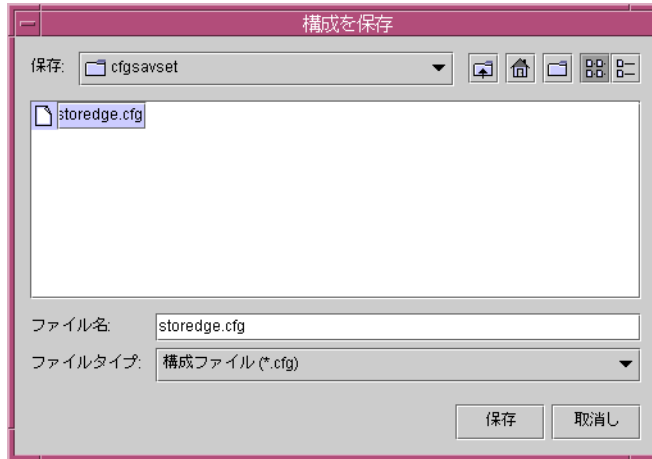 構成を保存
保存: cfgsavset
storedge.cfg
ファイル名: storedge.cfg
ファイルタイプ: 構成ファイル (*.cfg)
保存 取消し